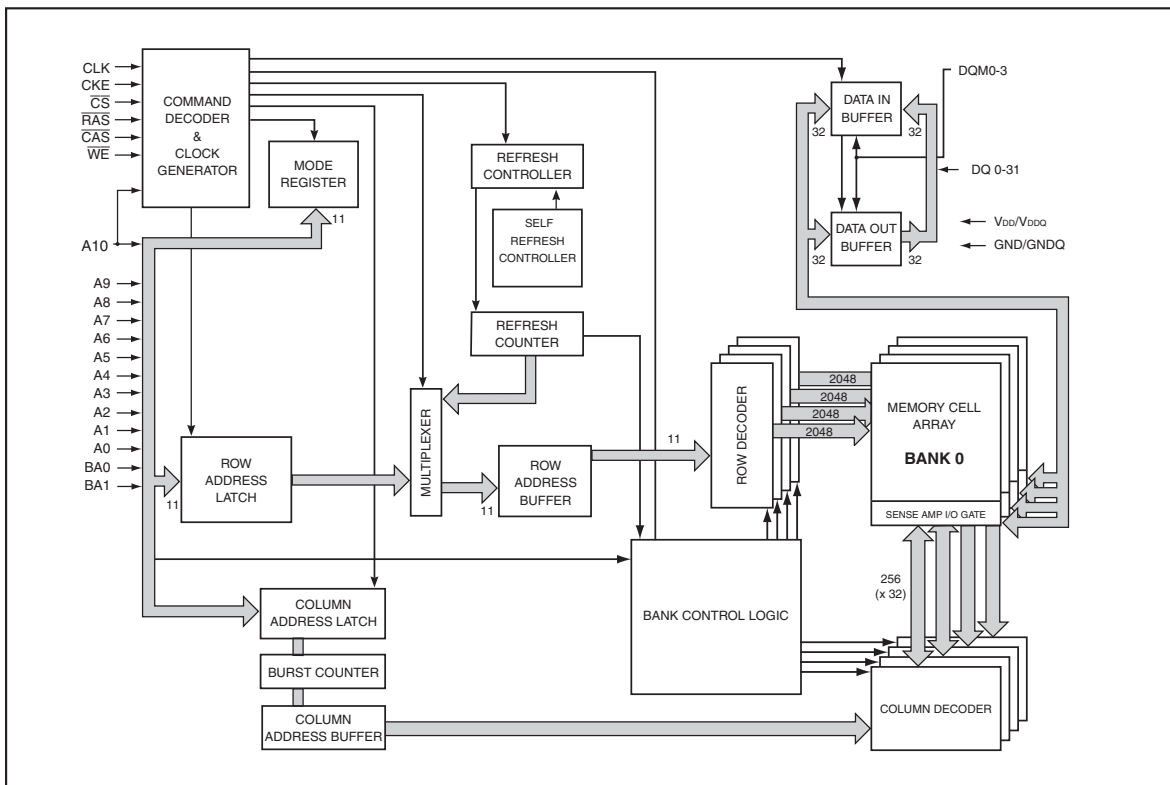 CLK
CKE
CS
RAS
CAS
WE
A10
A9
A8
A7
A6
A5
A4
A3
A2
A1
A0
BA0
BA1
COMMAND
DECODER
&
CLOCK
GENERATOR
MODE
REGISTER
11
REFRESH
CONTROLLER
SELF
REFRESH
CONTROLLER
REFRESH
COUNTER
DATA IN
BUFFER
32
32
DATA OUT
BUFFER
32
32
DQM0-3
DQ 0-31
VDD/VDDQ
GND/GNDQ
11
ROW
ADDRESS
LATCH
MULTIPLEXER
11
ROW
ADDRESS
BUFFER
11
ROW DECODER
2048
2048
2048
2048
MEMORY CELL
ARRAY
BANK 0
SENSE AMP I/O GATE
256
(x 32)
COLUMN
ADDRESS LATCH
BURST COUNTER
COLUMN
ADDRESS BUFFER
BANK CONTROL LOGIC
COLUMN DECODER